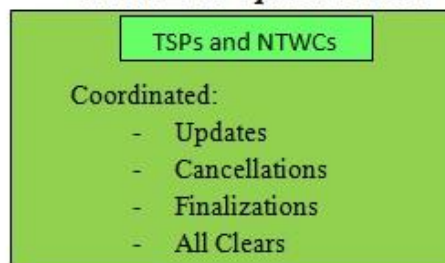 TSPs and NTWCs
Coordinated:
- Updates
- Cancellations
- Finalizations
- All Clears